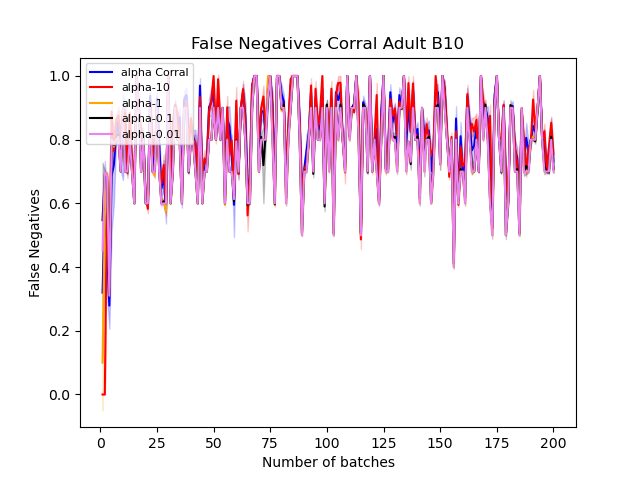 False Negatives Corral Adult B10
alpha Corral
alpha-10
alpha-1
alpha-0.1
alpha-0.01
1.0
0.8
0.6
0.4
0.2
0.0
False Negatives
0
25
50
75
100
125
150
175
200
Number of batches